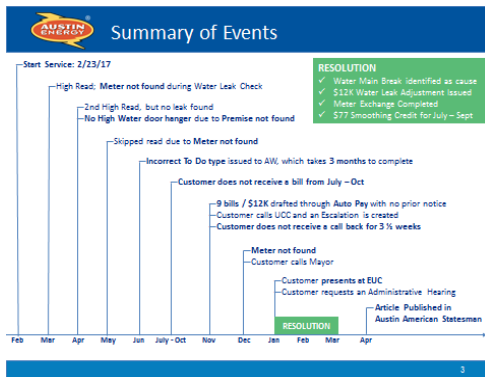 AUSTIN
ENERGY
Summary of Events
Start Service: 2/23/17
RESOLUTION
✓ Water Main Break identified as cause
✓ $12K Water Leak Adjustment Issued
✓ Meter Exchange Completed
✓ $77 Smoothing Credit for July – Sept
High Read; Meter not found during Water Leak Check
2nd High Read, but no leak found
No High Water door hanger due to Premise not found
Skipped read due to Meter not found
Incorrect To Do type issued to AW, which takes 3 months to complete
Customer does not receive a bill from July – Oct
9 bills / $12K drafted through Auto Pay with no prior notice
Customer calls UCC and an Escalation is created
Customer does not receive a call back for 3 ½ weeks
Meter not found
Customer calls Mayor
Customer presents at EUC
Customer requests an Administrative Hearing
Article Published in
Austin American Statesman
RESOLUTION
Feb Mar Apr May Jun July - Oct Nov Dec Jan Feb Mar Apr
3